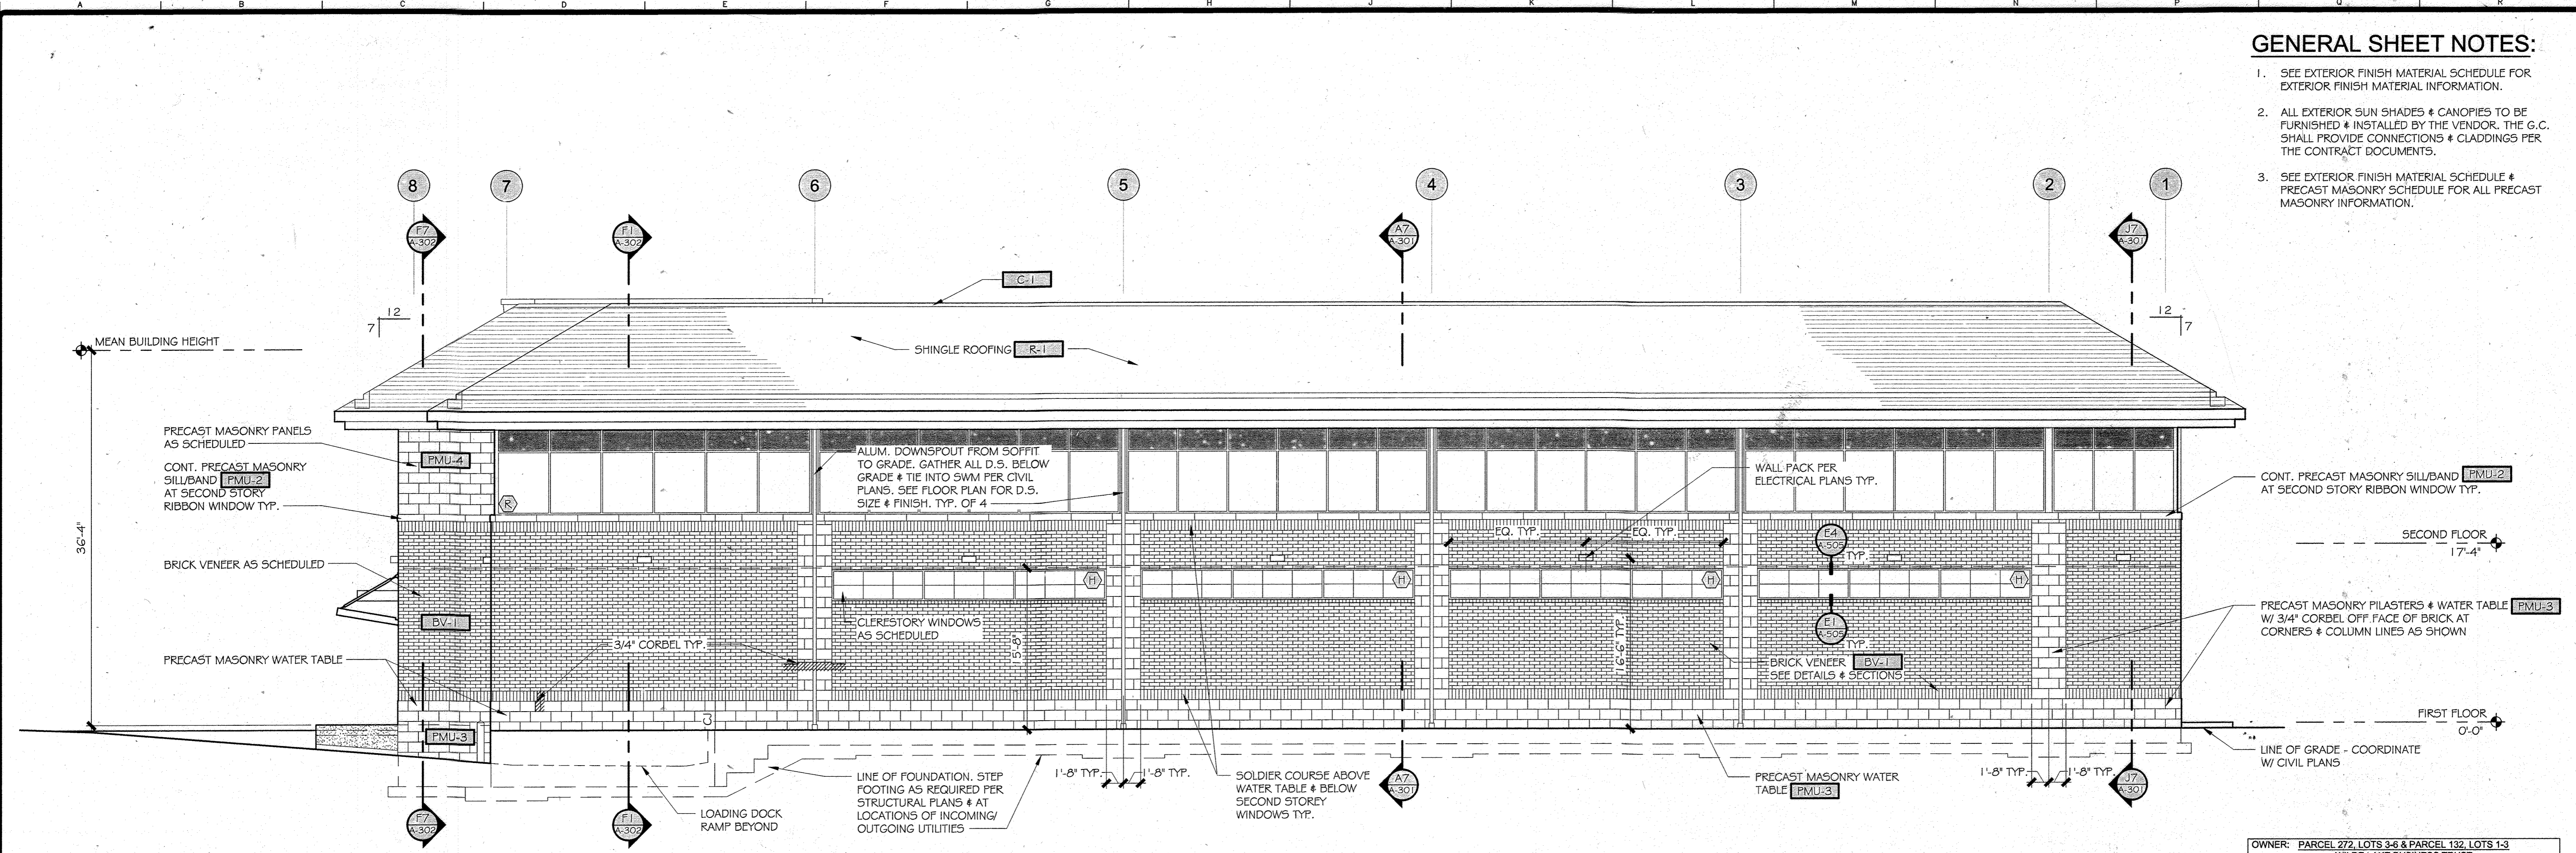 A B C D E F G H J K L M N P Q R
GENERAL SHEET NOTES:
1. SEE EXTERIOR FINISH MATERIAL SCHEDULE FOR
EXTERIOR FINISH MATERIAL INFORMATION.
2. ALL EXTERIOR SUN SHADES & CANOPIES TO BE
FURNISHED & INSTALLED BY THE VENDOR. THE G.C.
SHALL PROVIDE CONNECTIONS & CLADDINGS PER
THE CONTRACT DOCUMENTS.
3. SEE EXTERIOR FINISH MATERIAL SCHEDULE &
PRECAST MASONRY SCHEDULE FOR ALL PRECAST
MASONRY INFORMATION.
8 7 6 5 4 3 2 1
F7
A-302
F1
A-302
A7
A-301
J7
A-301
C-1
12
7
12
7
MEAN BUILDING HEIGHT
SHINGLE ROOFING R-1
36'-4"
PRECAST MASONRY PANELS
AS SCHEDULED
PMU-4
CONT. PRECAST MASONRY
SILL/BAND PMU-2
AT SECOND STORY
RIBBON WINDOW TYP.
R
ALUM. DOWNSPOUT FROM SOFFIT
TO GRADE. GATHER ALL D.S. BELOW
GRADE & TIE INTO SWM PER CIVIL
PLANS. SEE FLOOR PLAN FOR D.S.
SIZE & FINISH. TYP. OF 4
WALL PACK PER
ELECTRICAL PLANS TYP.
CONT. PRECAST MASONRY SILL/BAND PMU-2
AT SECOND STORY RIBBON WINDOW TYP.
EQ. TYP. EQ. TYP.
E4
A-505
TYP.
SECOND FLOOR
17'-4"
BRICK VENEER AS SCHEDULED
H H H H
BV-1
CLERESTORY WINDOWS
AS SCHEDULED
15'-8"
16'-6" TYP.
E1
A-505
TYP.
PRECAST MASONRY PILASTERS & WATER TABLE PMU-3
W/ 3/4" CORBEL OFF FACE OF BRICK AT
CORNERS & COLUMN LINES AS SHOWN
3/4" CORBEL TYP.
PRECAST MASONRY WATER TABLE
BRICK VENEER BV-1
SEE DETAILS & SECTIONS
PMU-3
FIRST FLOOR
0'-0"
LINE OF GRADE - COORDINATE
W/ CIVIL PLANS
1'-8" TYP. 1'-8" TYP.
1'-8" TYP. 1'-8" TYP.
LINE OF FOUNDATION. STEP
FOOTING AS REQUIRED PER
STRUCTURAL PLANS & AT
LOCATIONS OF INCOMING/
OUTGOING UTILITIES
SOLDIER COURSE ABOVE
WATER TABLE & BELOW
SECOND STOREY
WINDOWS TYP.
PRECAST MASONRY WATER
TABLE PMU-3
LOADING DOCK
RAMP BEYOND
F7
A-302
F1
A-302
A7
A-301
J7
A-301
OWNER: PARCEL 272, LOTS 3-6 & PARCEL 132, LOTS 1-3